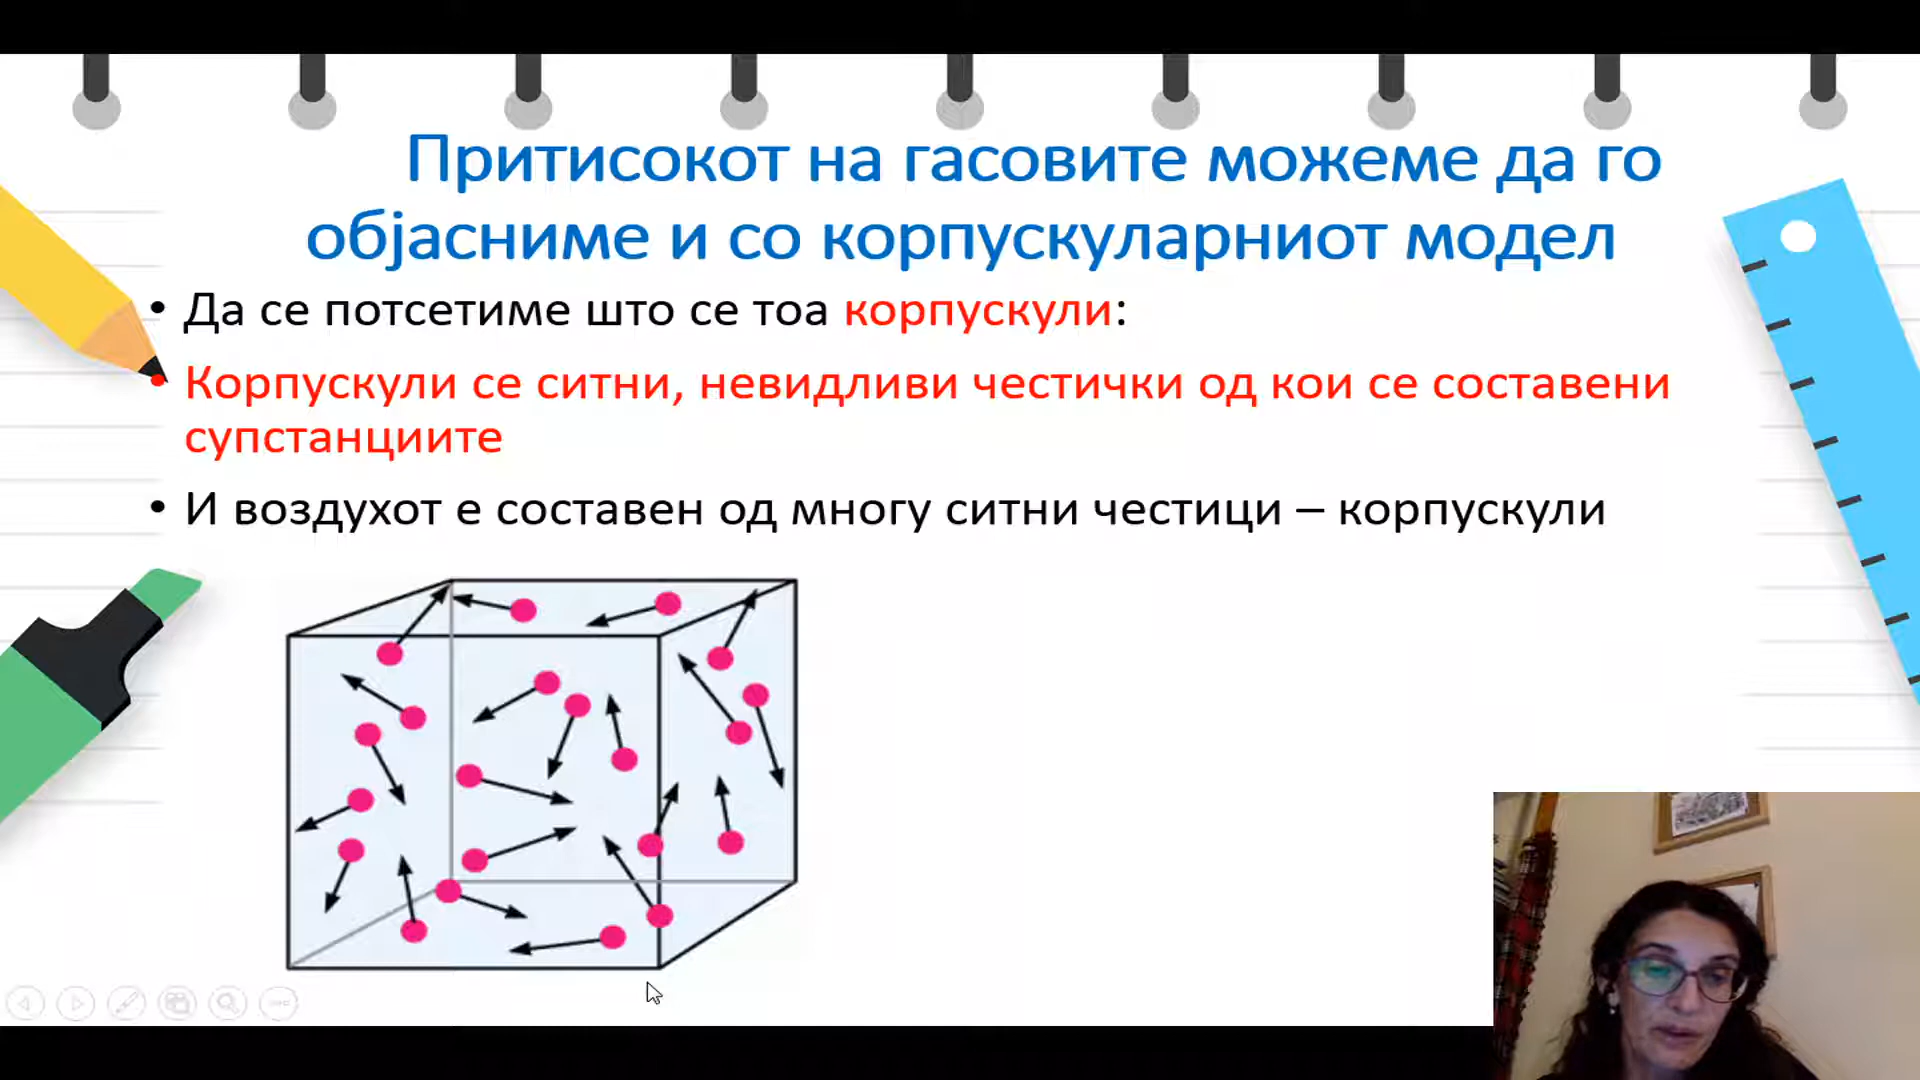 Притисокот на гасовите можеме да го
објасниме и со корпускуларниот модел
• Да се потсетиме што се тоа корпускули:
• Корпускули се ситни, невидливи честички од кои се составени
супстанциите
• И воздухот е составен од многу ситни честици – корпускули